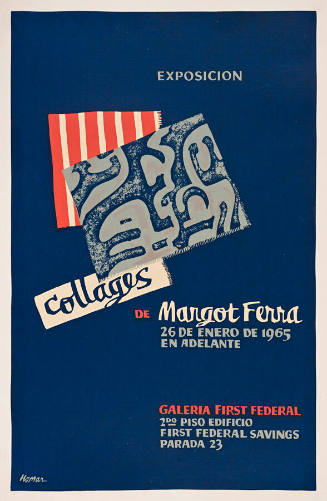 EXPOSICION
collages
DE Margot Ferra
26 DE ENERO DE 1965
EN ADELANTE
GALERIA FIRST FEDERAL
2DO PISO EDIFICIO
FIRST FEDERAL SAVINGS
PARADA 23
Homar